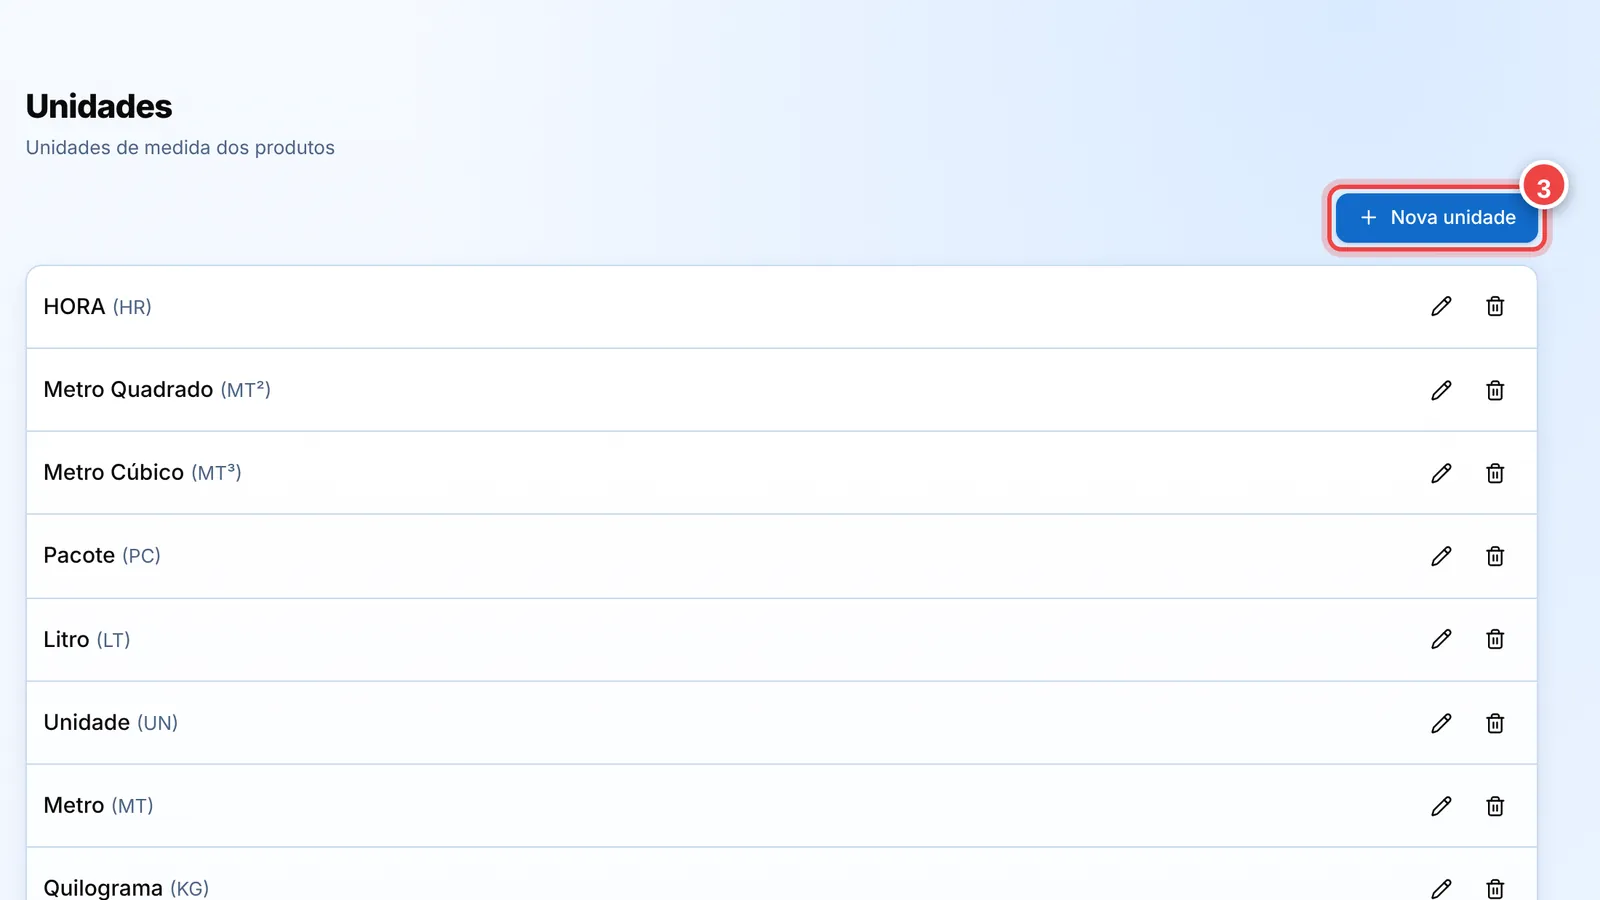 Unidades
Unidades de medida dos produtos
3
+ Nova unidade
HORA (HR)
Metro Quadrado (MT²)
Metro Cúbico (MT³)
Pacote (PC)
Litro (LT)
Unidade (UN)
Metro (MT)
Quilograma (KG)